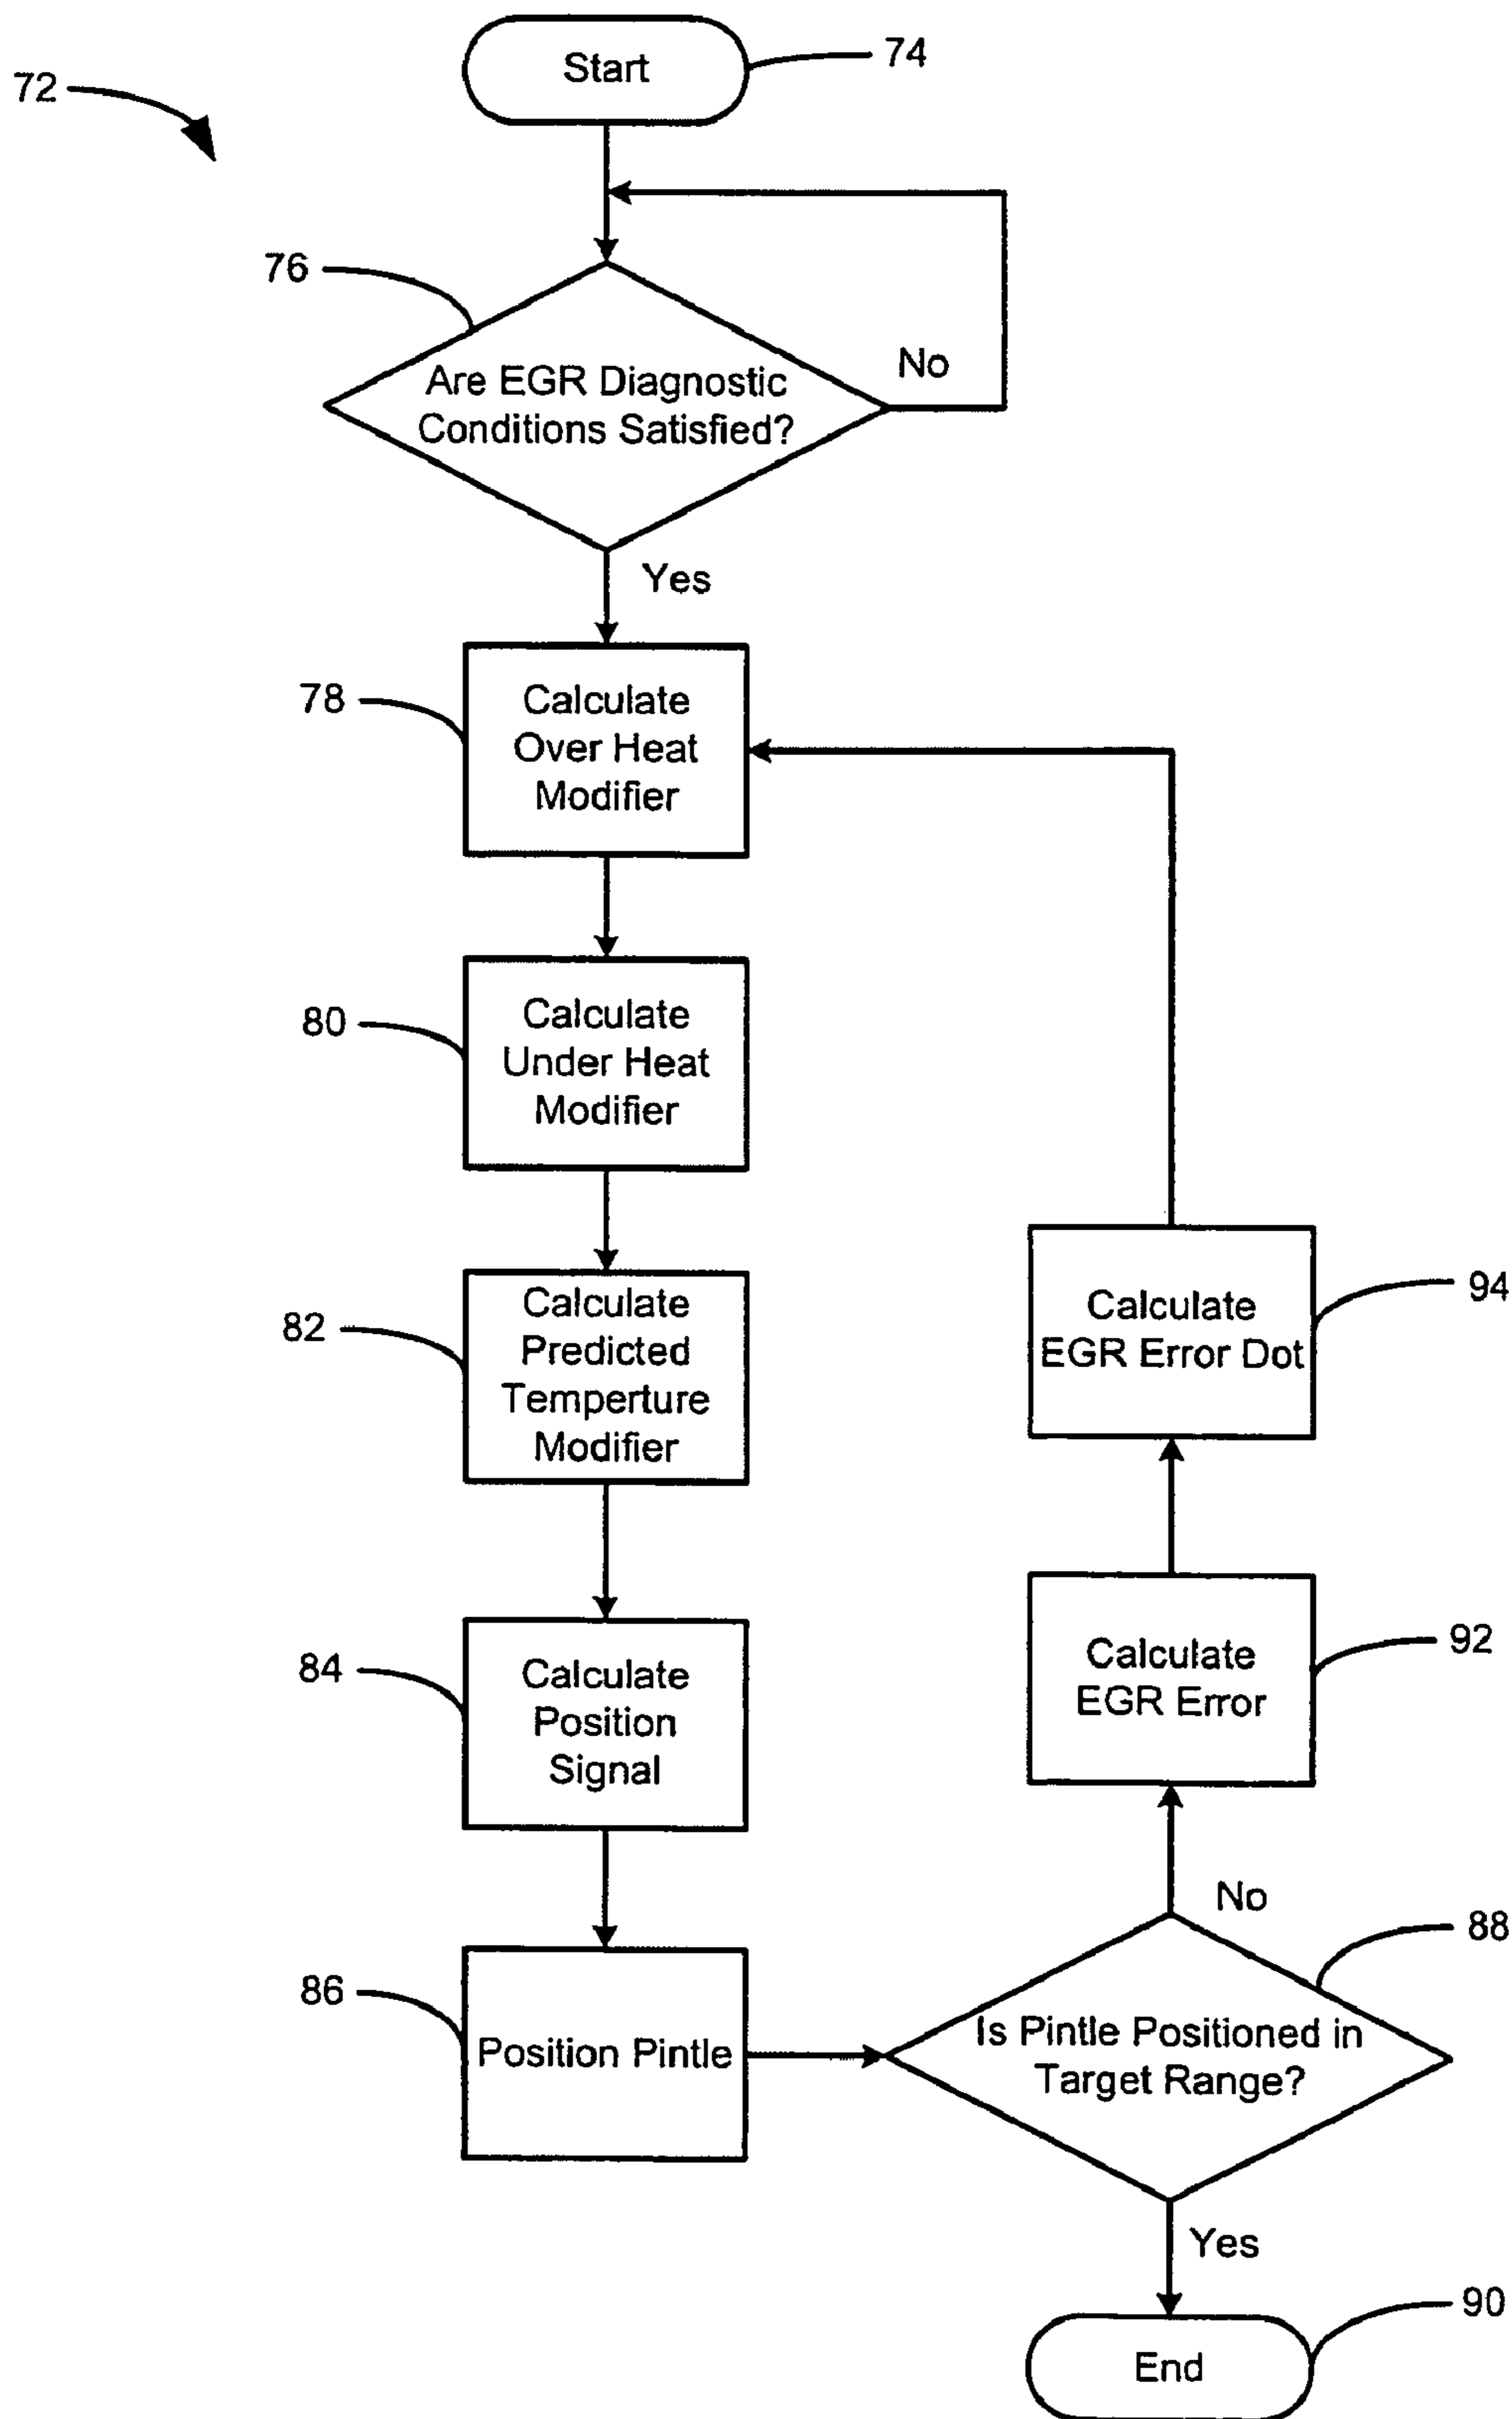 72
Start
74
76
Are EGR Diagnostic
Conditions Satisfied?
No
Yes
78
Calculate
Over Heat
Modifier
80
Calculate
Under Heat
Modifier
82
Calculate
Predicted
Temperture
Modifier
84
Calculate
Position
Signal
86
Position Pintle
88
Is Pintle Positioned in
Target Range?
No
92
Calculate
EGR Error
94
Calculate
EGR Error Dot
Yes
90
End